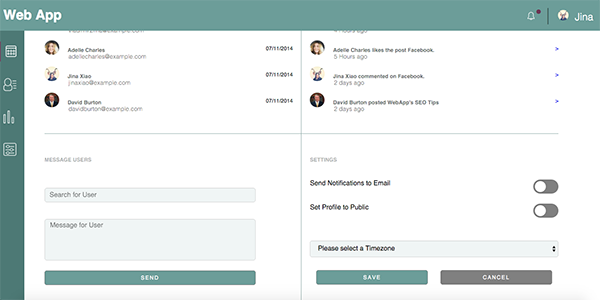 Web App
Jina
adelecharles@example.com
4 hours ago
Adelle Charles
07/11/2014
adellecharles@example.com
Jina Xiao
07/11/2014
jinaxiao@example.com
David Burton
07/11/2014
davidburton@example.com
Adelle Charles likes the post Facebook.
>
5 Hours ago
Jina Xiao commented on Facebook.
>
2 days ago
David Burton posted WebApp's SEO Tips
>
2 days ago
MESSAGE USERS
Search for User
Message for User
SEND
SETTINGS
Send Notifications to Email
Set Profile to Public
Please select a Timezone
SAVE
CANCEL